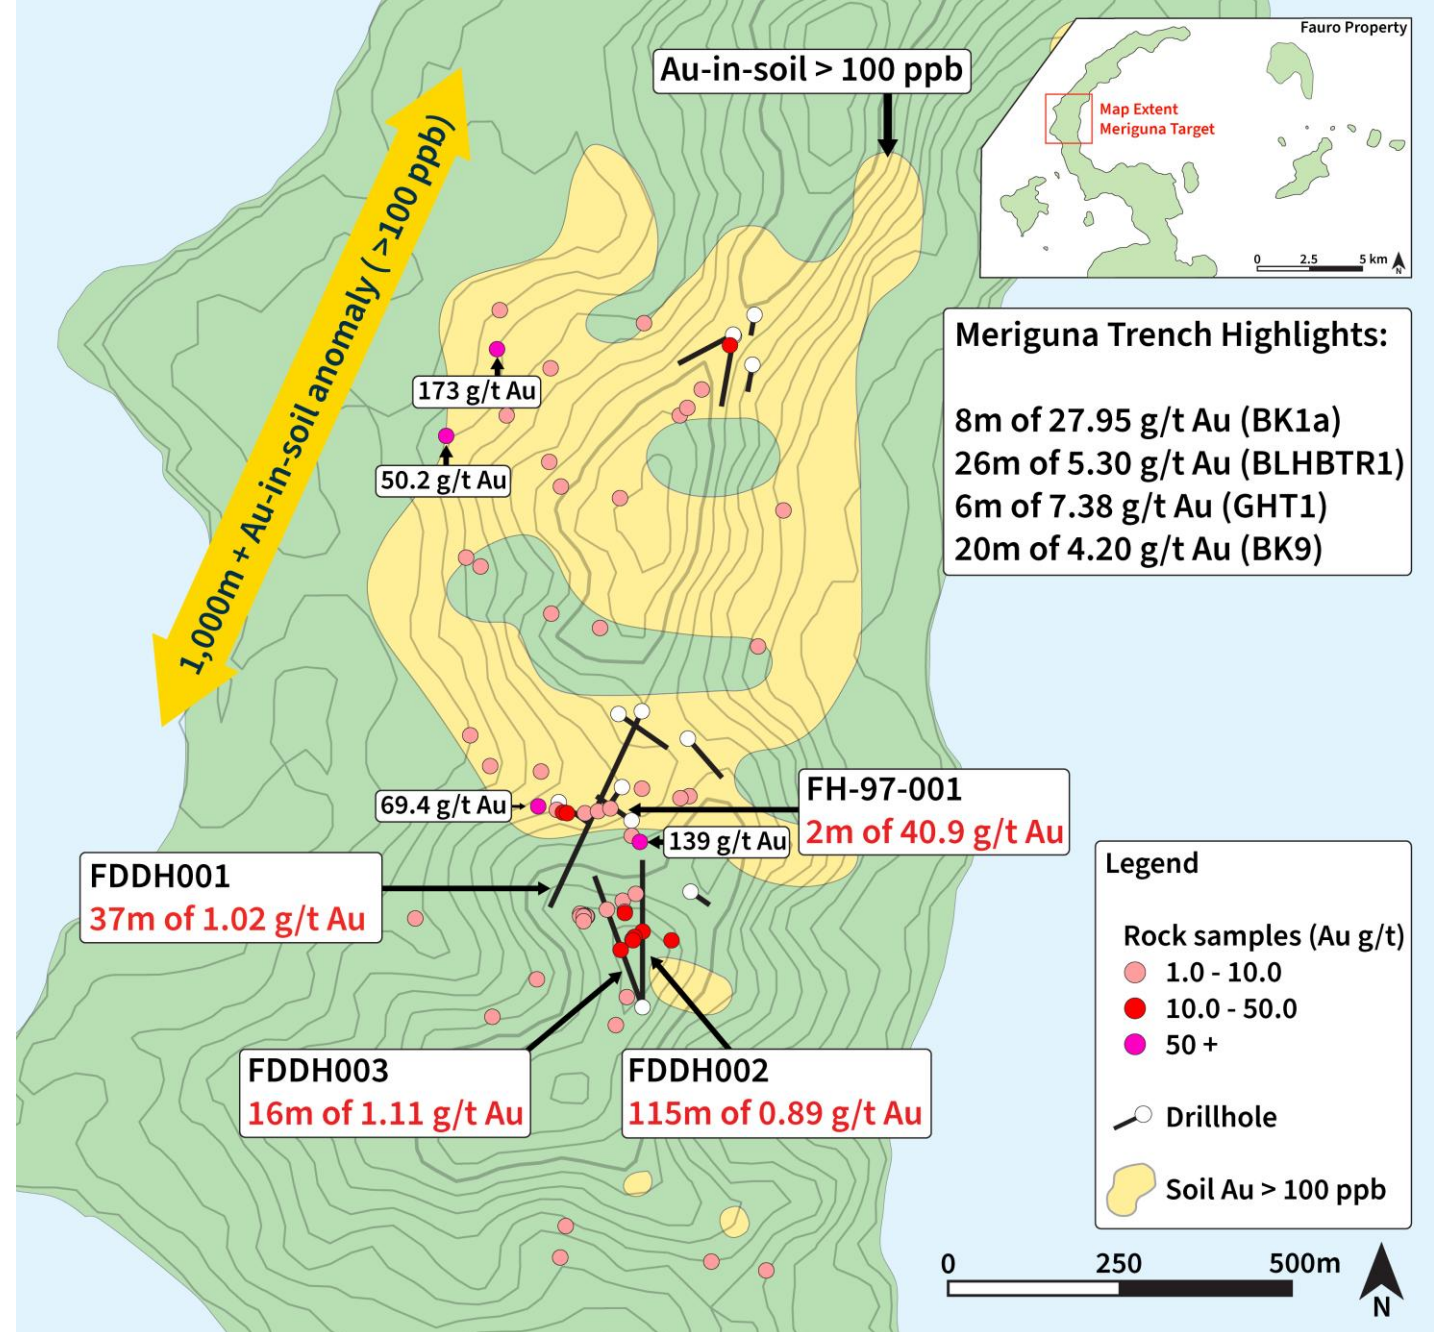 Fauro Property
Map Extent
Meriguna Target
0 2.5 5 km
N
Au-in-soil > 100 ppb
1,000m + Au-in-soil anomaly ( >100 ppb)
Meriguna Trench Highlights:
8m of 27.95 g/t Au (BK1a)
26m of 5.30 g/t Au (BLHBTR1)
6m of 7.38 g/t Au (GHT1)
20m of 4.20 g/t Au (BK9)
173 g/t Au
50.2 g/t Au
69.4 g/t Au
FH-97-001
2m of 40.9 g/t Au
139 g/t Au
FDDH001
37m of 1.02 g/t Au
FDDH003
16m of 1.11 g/t Au
FDDH002
115m of 0.89 g/t Au
Legend
Rock samples (Au g/t)
1.0 - 10.0
10.0 - 50.0
50 +
Drillhole
Soil Au > 100 ppb
0 250 500m
N